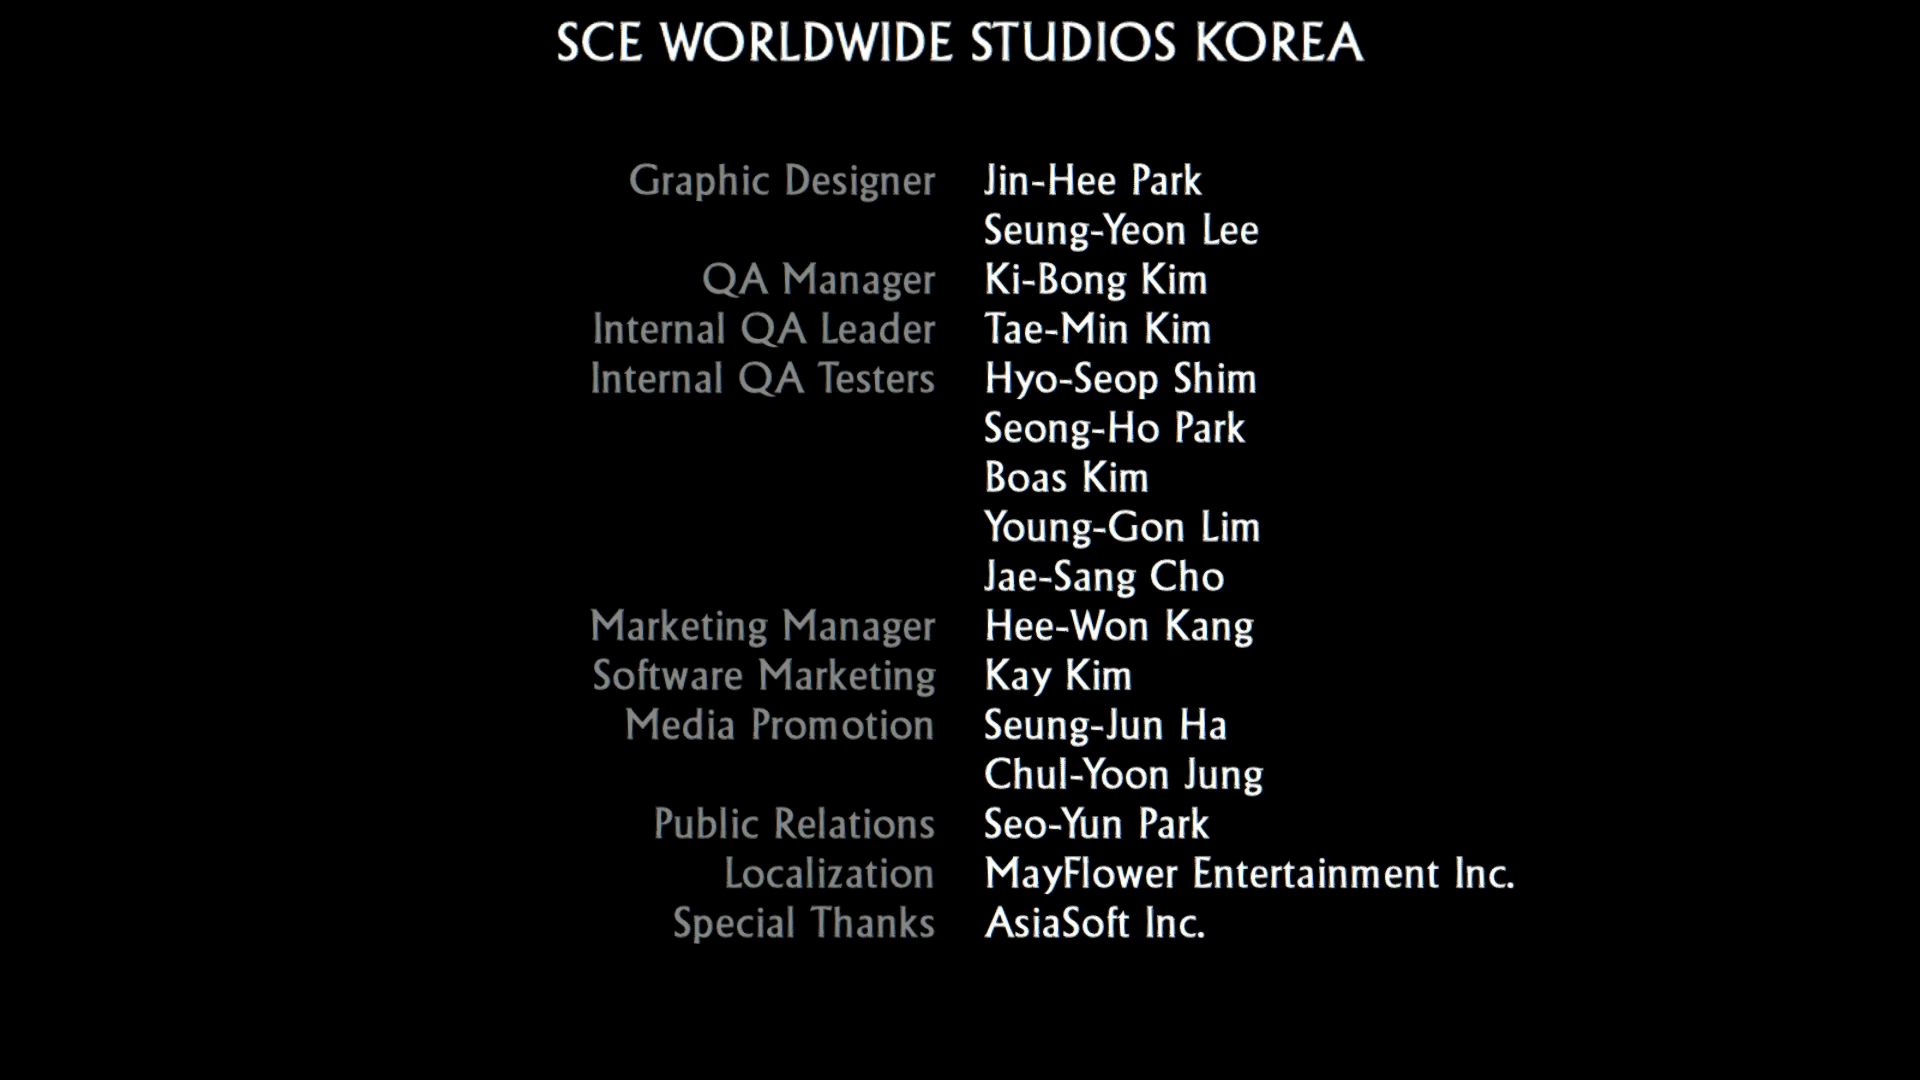 SCE WORLDWIDE STUDIOS KOREA
Graphic Designer Jin-Hee Park
Seung-Yeon Lee
QA Manager Ki-Bong Kim
Internal QA Leader Tae-Min Kim
Internal QA Testers Hyo-Seop Shim
Seong-Ho Park
Boas Kim
Young-Gon Lim
Jae-Sang Cho
Marketing Manager Hee-Won Kang
Software Marketing Kay Kim
Media Promotion Seung-Jun Ha
Chul-Yoon Jung
Public Relations Seo-Yun Park
Localization MayFlower Entertainment Inc.
Special Thanks AsiaSoft Inc.